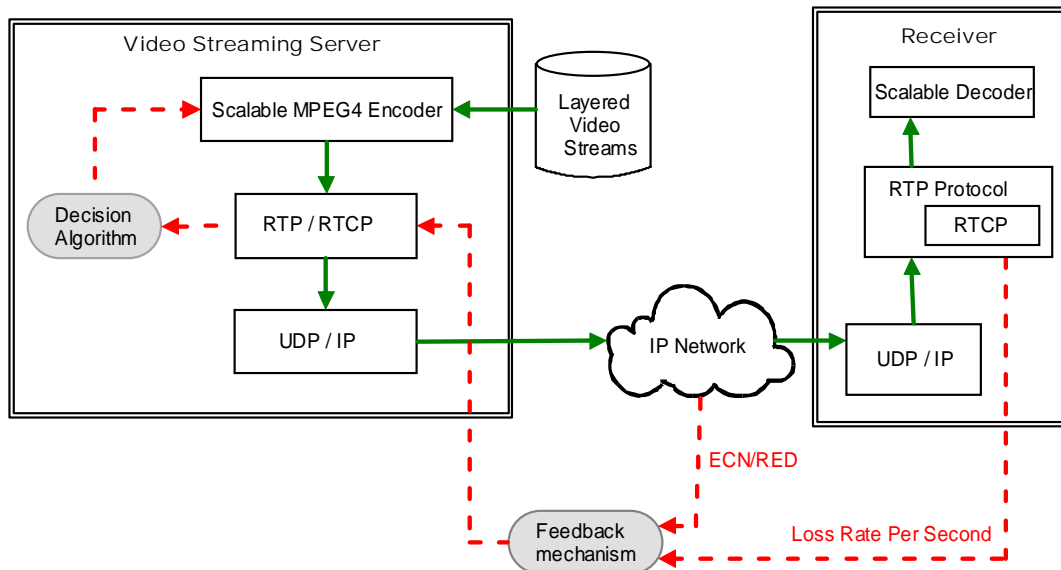 Video Streaming Server
Receiver
Scalable MPEG4 Encoder
Layered
Video
Streams
Scalable Decoder
Decision
Algorithm
RTP / RTCP
RTP Protocol
RTCP
UDP / IP
IP Network
UDP / IP
ECN/RED
Feedback
mechanism
Loss Rate Per Second